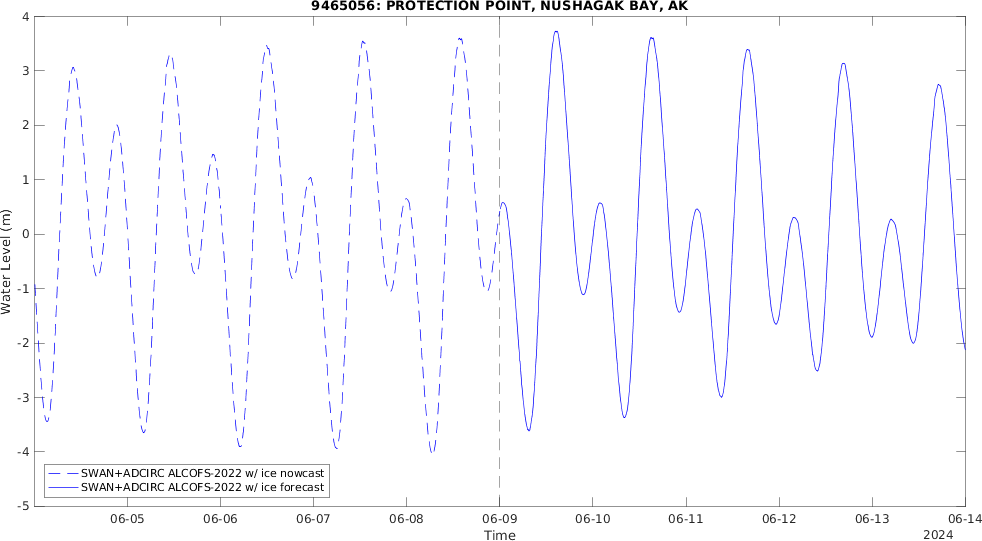 9465056: PROTECTION POINT, NUSHAGAK BAY, AK
4
3
2
1
0
-1
-2
-3
-4
-5
Water Level (m)
SWAN+ADCIRC ALCOFS-2022 w/ ice nowcast
SWAN+ADCIRC ALCOFS-2022 w/ ice forecast
06-05 06-06 06-07 06-08 06-09 06-10 06-11 06-12 06-13 06-14
Time
2024